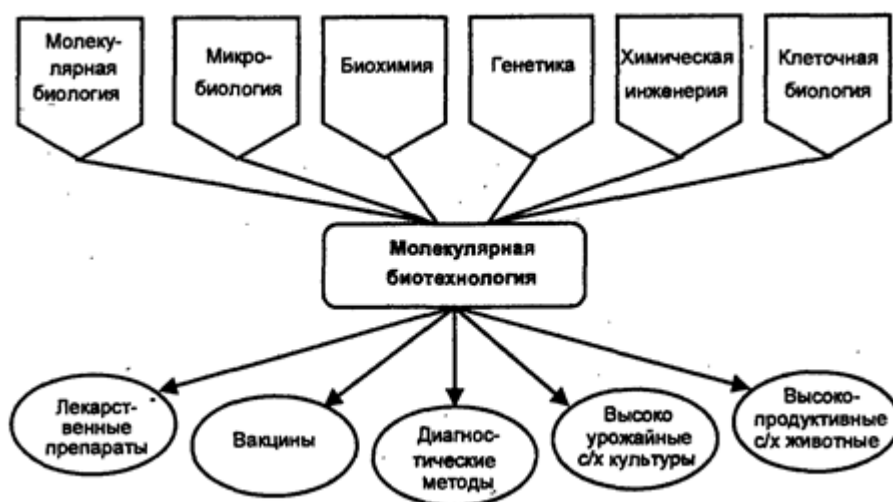 Молеку-
лярная
биология
Микро-
биология
Биохимия
Генетика
Химическая
инженерия
Клеточная
биология
Молекулярная
биотехнология
Лекарст-
венные
препараты
Вакцины
Диагнос-
тические
методы
Высоко
урожайные
с/х культуры
Высоко-
продуктивные
с/х животные